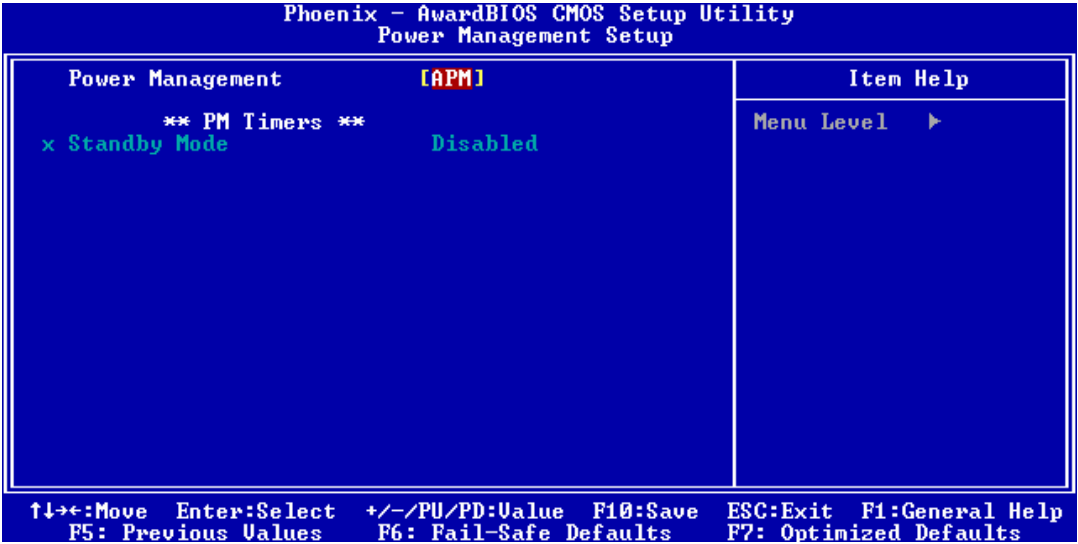 Phoenix - AwardBIOS CMOS Setup Utility
Power Management Setup
Power Management [APM]
Item Help
** PM Timers **
Menu Level ▶
x Standby Mode Disabled
↑↓→←:Move Enter:Select +/-/PU/PD:Value F10:Save ESC:Exit F1:General Help
F5: Previous Values F6: Fail-Safe Defaults F7: Optimized Defaults